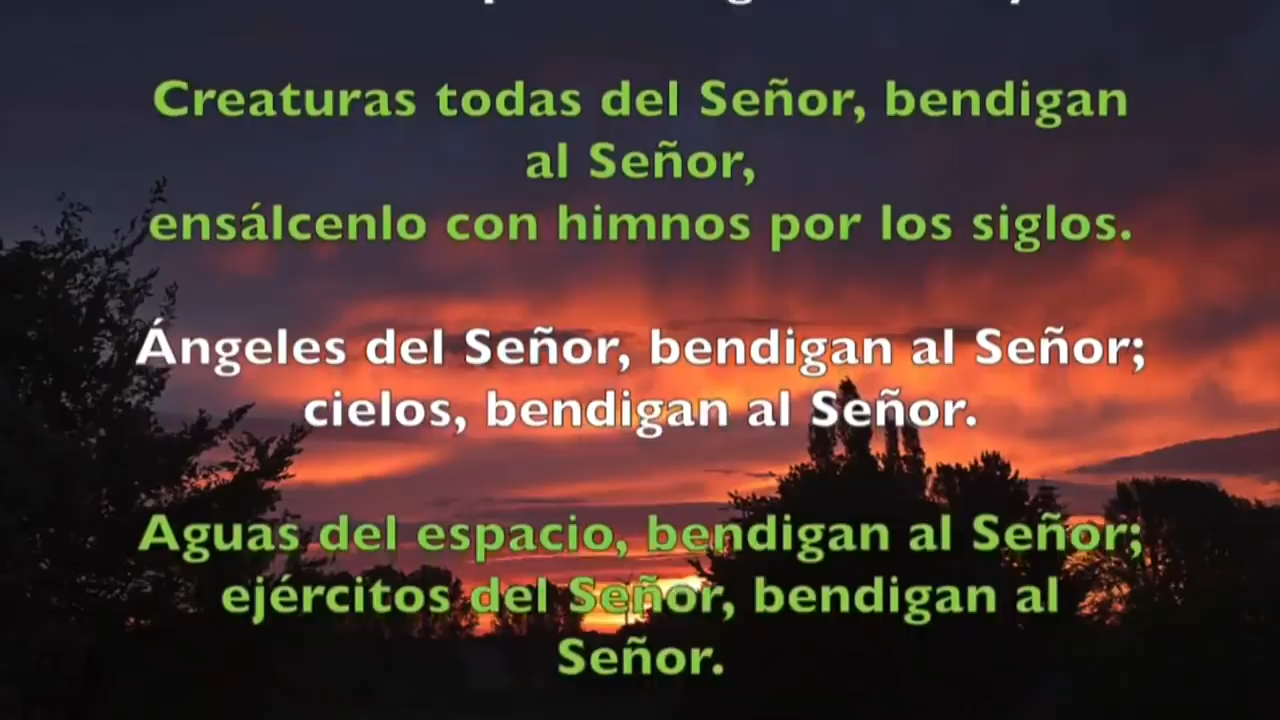 Creaturas todas del Señor, bendigan
al Señor,
ensálcenlo con himnos por los siglos.
Ángeles del Señor, bendigan al Señor;
cielos, bendigan al Señor.
Aguas del espacio, bendigan al Señor;
ejércitos del Señor, bendigan al
Señor.